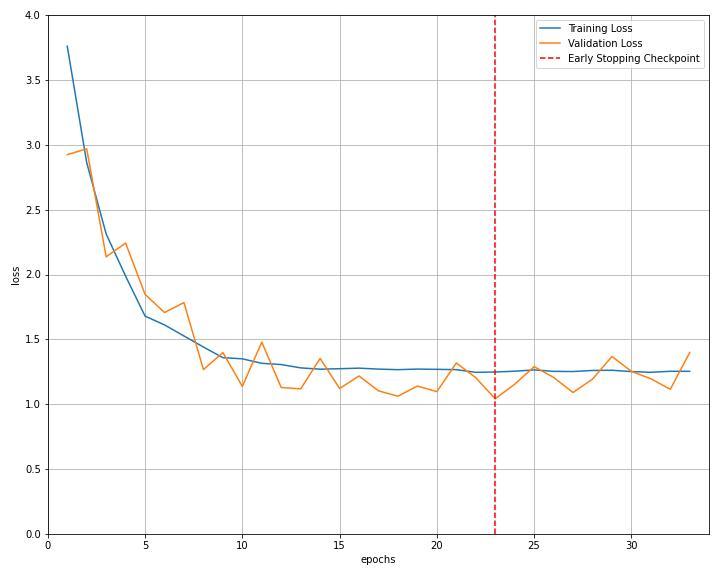 4.0
3.5
3.0
2.5
2.0
1.5
1.0
0.5
0.0
loss
Training Loss
Validation Loss
Early Stopping Checkpoint
0 5 10 15 20 25 30
epochs